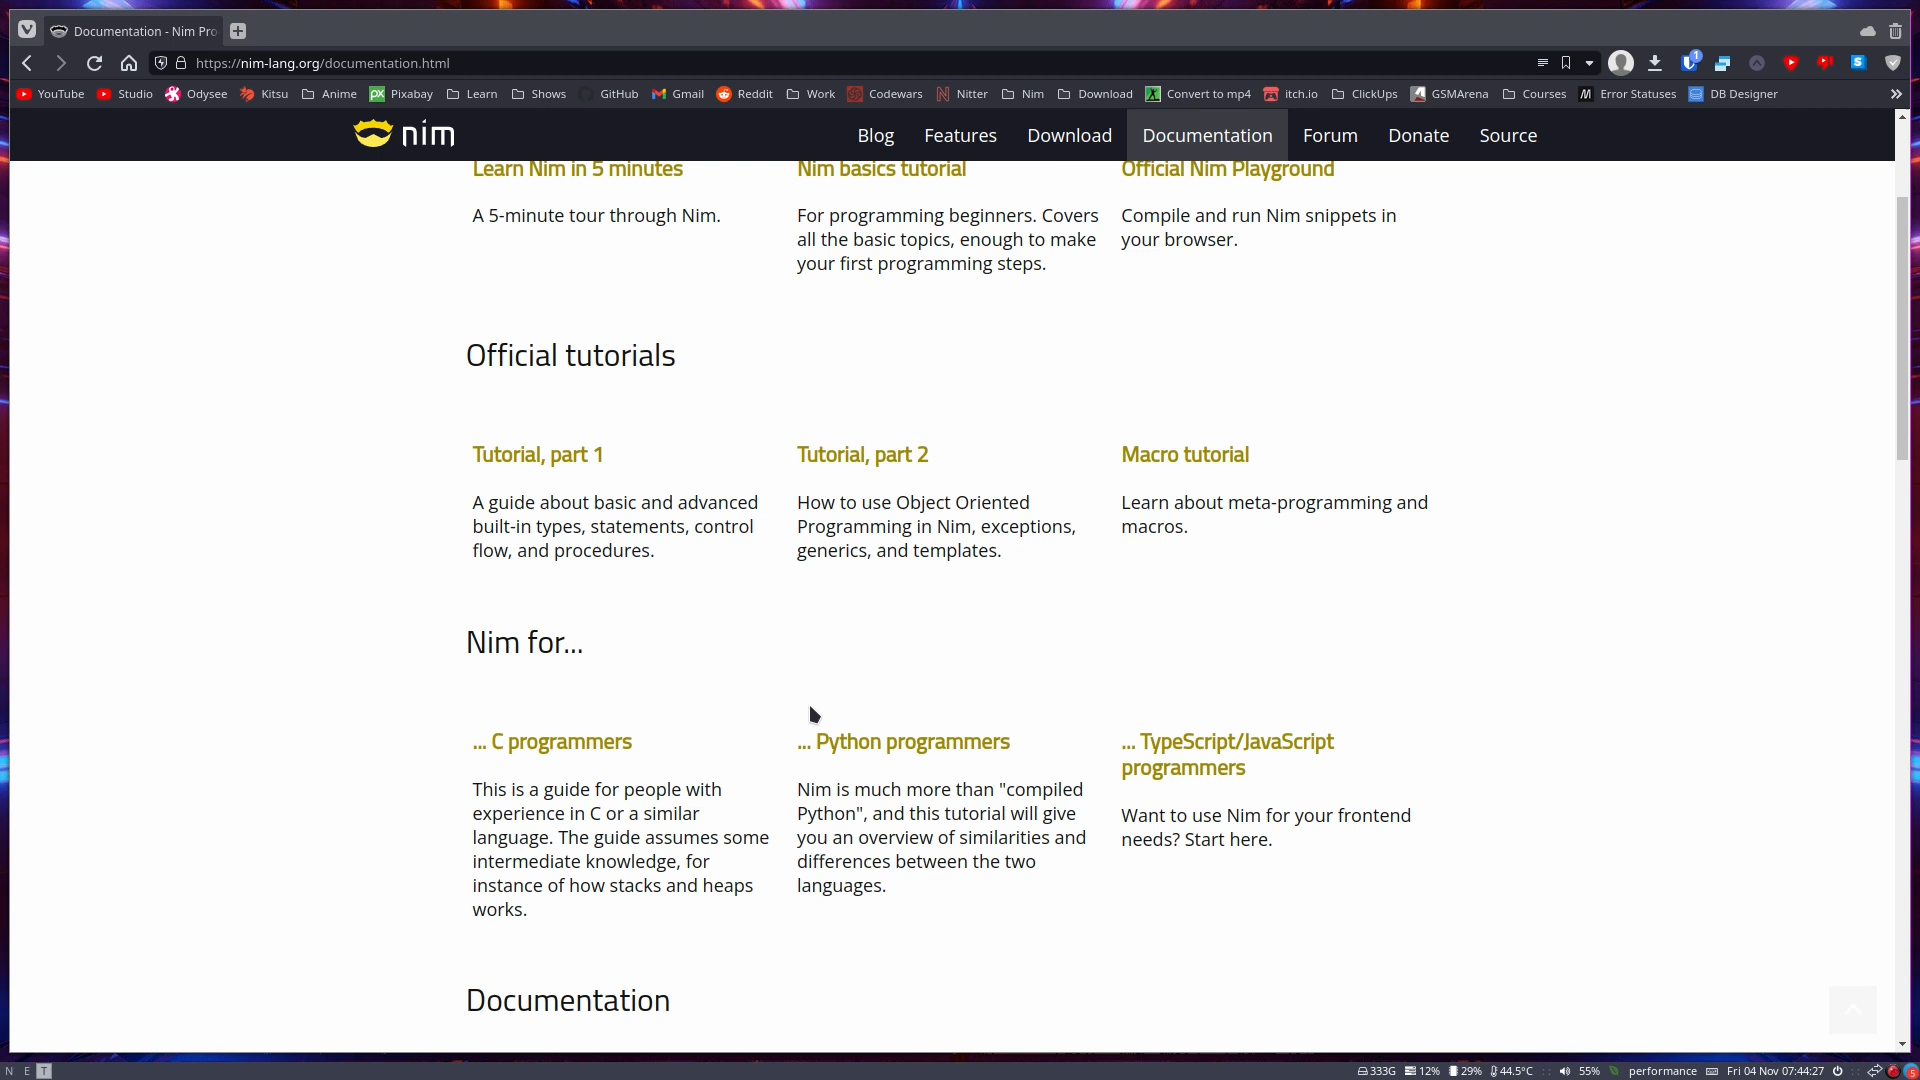 Documentation - Nim Pro
https://nim-lang.org/documentation.html
1
YouTube Studio Odysee Kitsu Anime Pixabay Learn Shows GitHub Gmail Reddit Work Codewars Nitter Nim Download Convert to mp4 itch.io ClickUps GSMArena Courses Error Statuses DB Designer
nim Blog Features Download Documentation Forum Donate Source
Learn Nim in 5 minutes
A 5-minute tour through Nim.
Nim basics tutorial
For programming beginners. Covers
all the basic topics, enough to make
your first programming steps.
Official Nim Playground
Compile and run Nim snippets in
your browser.
Official tutorials
Tutorial, part 1
A guide about basic and advanced
built-in types, statements, control
flow, and procedures.
Tutorial, part 2
How to use Object Oriented
Programming in Nim, exceptions,
generics, and templates.
Macro tutorial
Learn about meta-programming and
macros.
Nim for...
... C programmers
This is a guide for people with
experience in C or a similar
language. The guide assumes some
intermediate knowledge, for
instance of how stacks and heaps
works.
... Python programmers
Nim is much more than "compiled
Python", and this tutorial will give
you an overview of similarities and
differences between the two
languages.
... TypeScript/JavaScript
programmers
Want to use Nim for your frontend
needs? Start here.
Documentation
N E T 333G 12% 29% 44.5°C 55% performance Fri 04 Nov 07:44:27 5